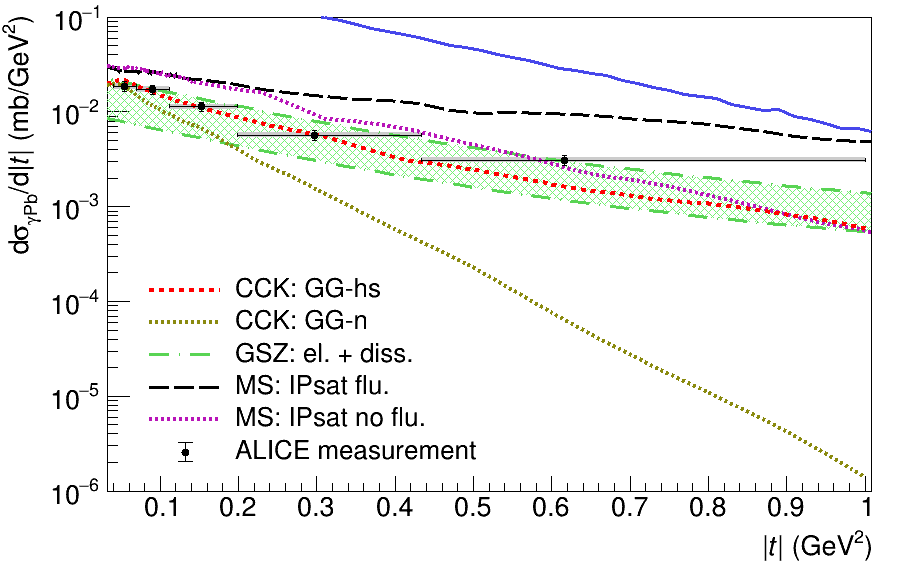 dσγPb/d|t| (mb/GeV²)
10⁻¹
10⁻²
10⁻³
10⁻⁴
10⁻⁵
10⁻⁶
CCK: GG-hs
CCK: GG-n
GSZ: el. + diss.
MS: IPsat flu.
MS: IPsat no flu.
ALICE measurement
0.1 0.2 0.3 0.4 0.5 0.6 0.7 0.8 0.9 1
|t| (GeV²)